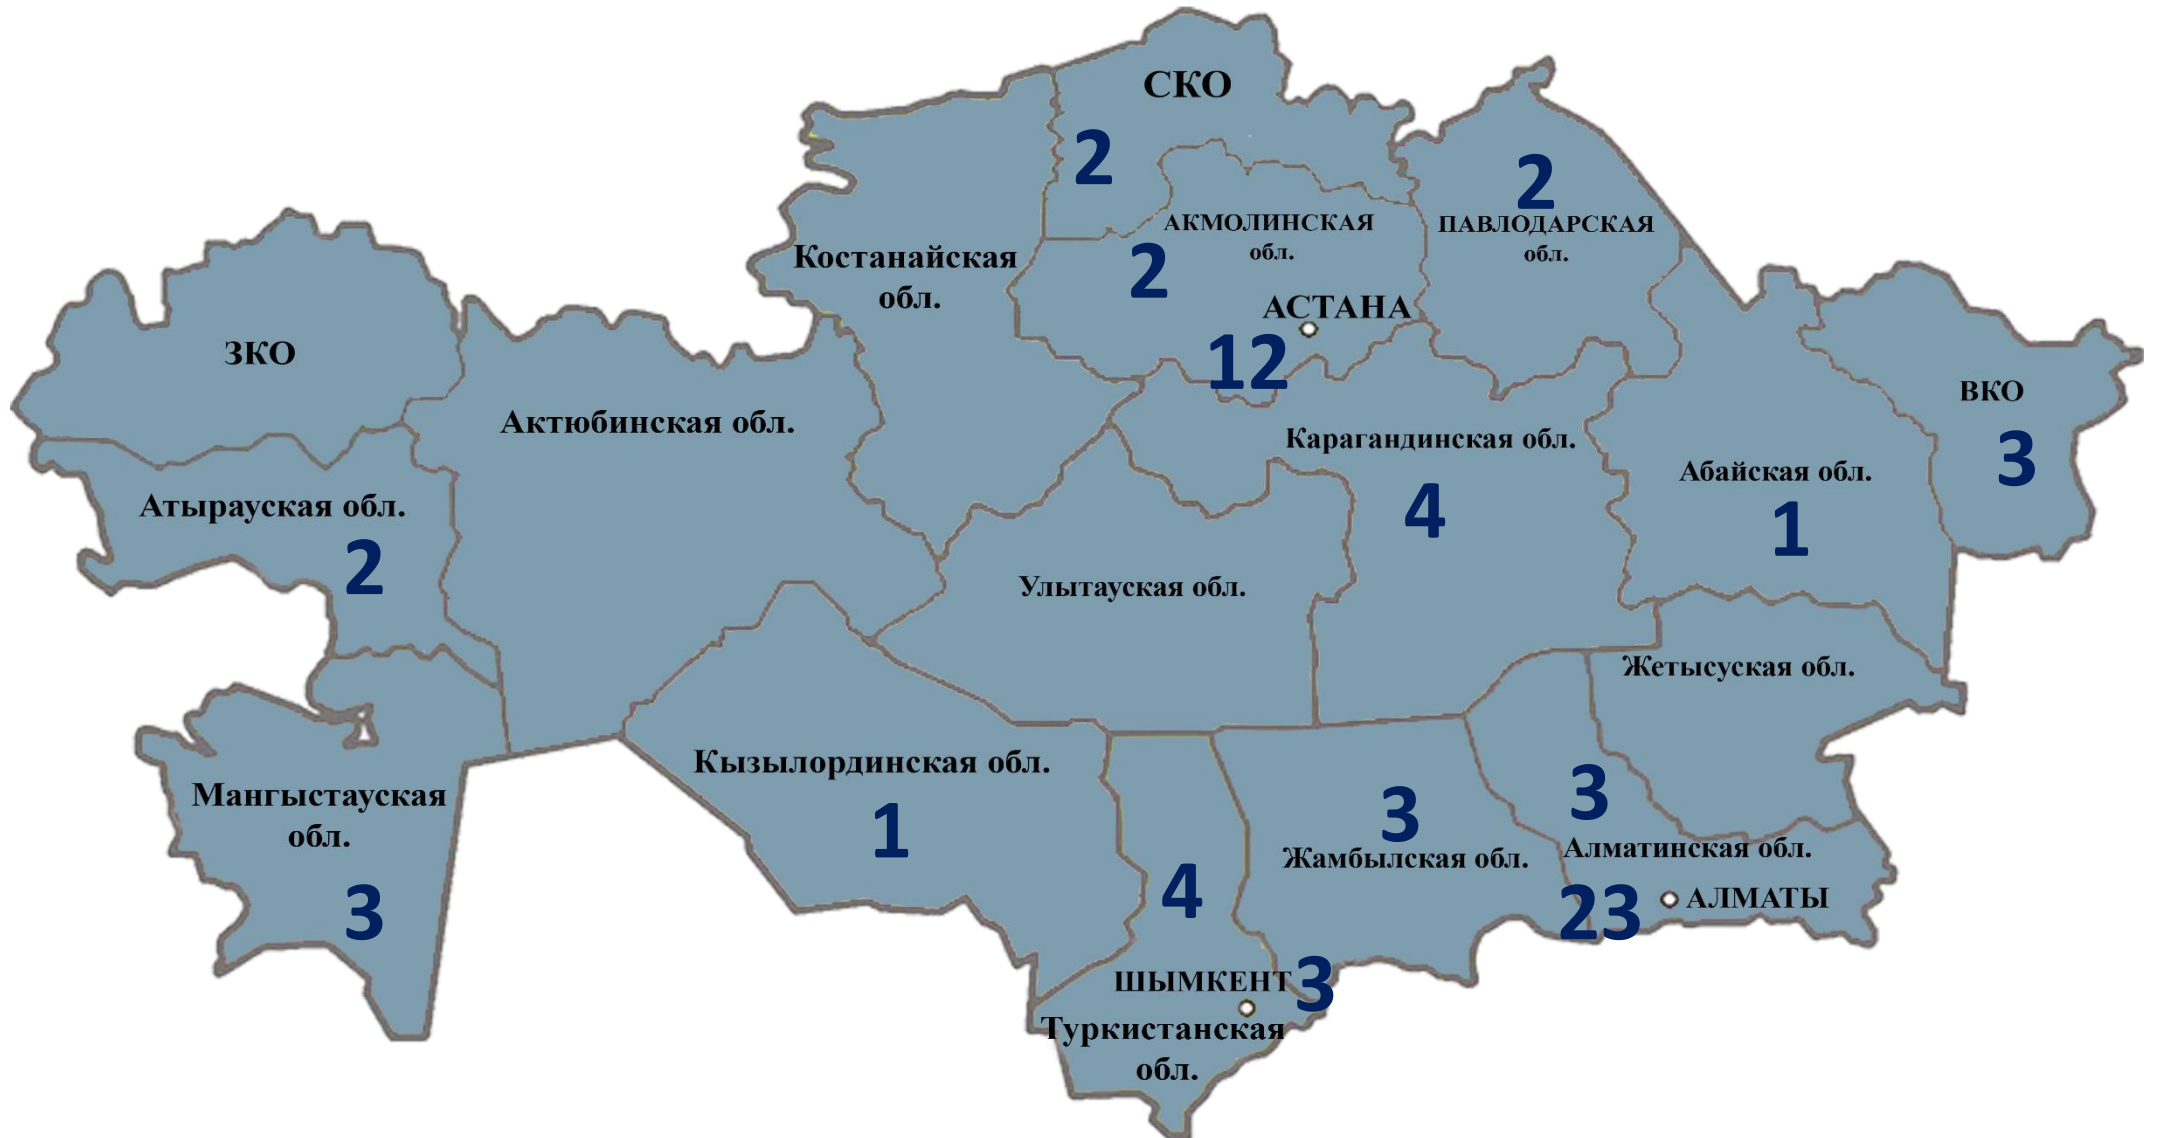 СКО
2
2
ПАВЛОДАРСКАЯ
обл.
АКМОЛИНСКАЯ
обл.
2
АСТАНА
12
Костанайская
обл.
ЗКО
Актюбинская обл.
ВКО
3
Карагандинская обл.
4
Абайская обл.
1
Атырауская обл.
2
Улытауская обл.
Жетысуская обл.
Мангыстауская
обл.
3
Кызылординская обл.
1
4
3
Жамбылская обл.
3
Алматинская обл.
23
АЛМАТЫ
ШЫМКЕНТ
3
Туркистанская
обл.